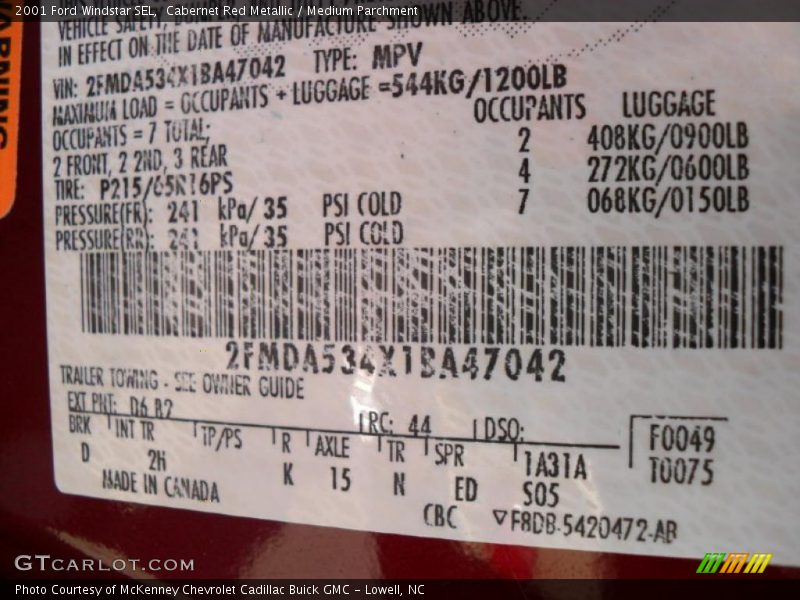 2001 Ford Windstar SEL, Cabernet Red Metallic / Medium Parchment
WARNING
VEHICLE SAFETY
IN EFFECT ON THE DATE OF MANUFACTURE SHOWN ABOVE.
VIN: 2FMDA534X1BA47042 TYPE: MPV
MAXIMUM LOAD = OCCUPANTS + LUGGAGE =544KG/1200LB
OCCUPANTS = 7 TOTAL; OCCUPANTS LUGGAGE
2 FRONT, 2 2ND, 3 REAR 2 408KG/0900LB
TIRE: P215/65R16PS 4 272KG/0600LB
PRESSURE(FR): 241 kPa/ 35 PSI COLD 7 068KG/0150LB
PRESSURE(RR): 241 kPa/ 35 PSI COLD
2FMDA534X1BA47042
TRAILER TOWING - SEE OWNER GUIDE
EXT PNT: D6 B2 RC: 44 DSO: F0049
BRK INT TR TP/PS R AXLE TR SPR 1A31A T0075
D 2H K 15 N ED S05
MADE IN CANADA CBC ▽F8DB-5420472-AB
GTCARLOT.COM
Photo Courtesy of McKenney Chevrolet Cadillac Buick GMC - Lowell, NC